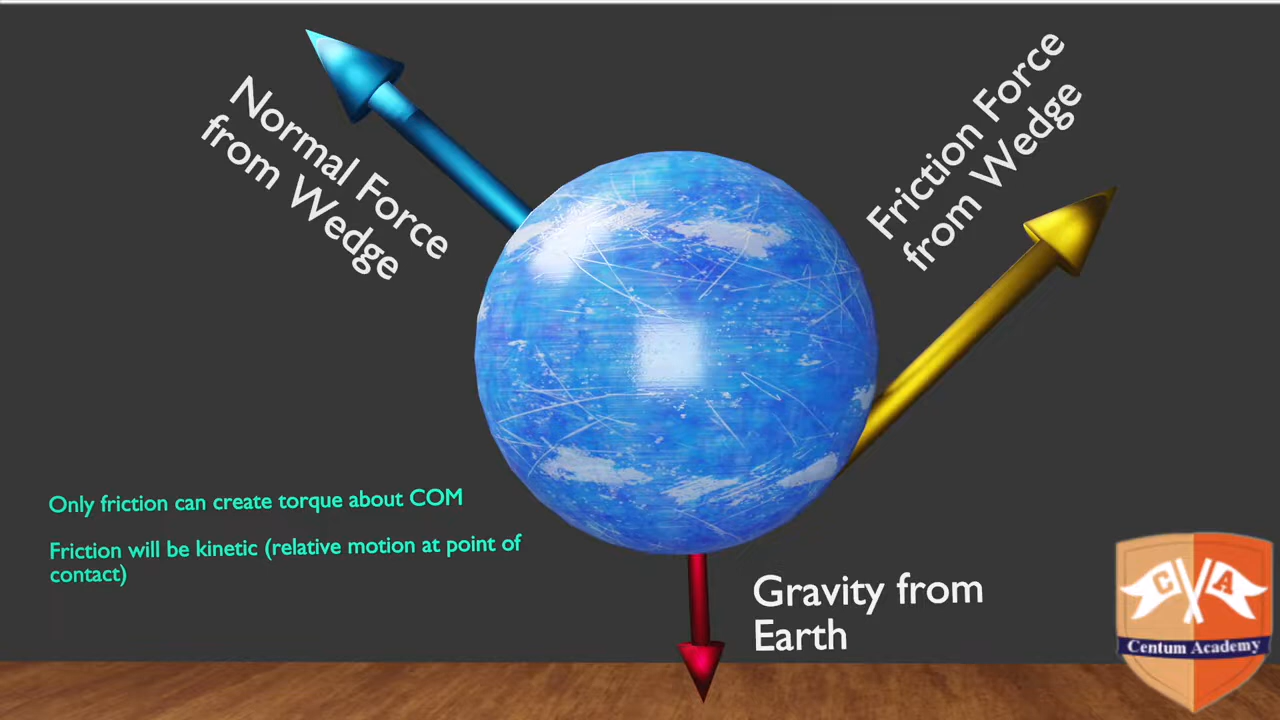 Normal Force
from Wedge
Friction Force
from Wedge
Only friction can create torque about COM
Friction will be kinetic (relative motion at point of
contact)
Gravity from
Earth
C A
Centum Academy